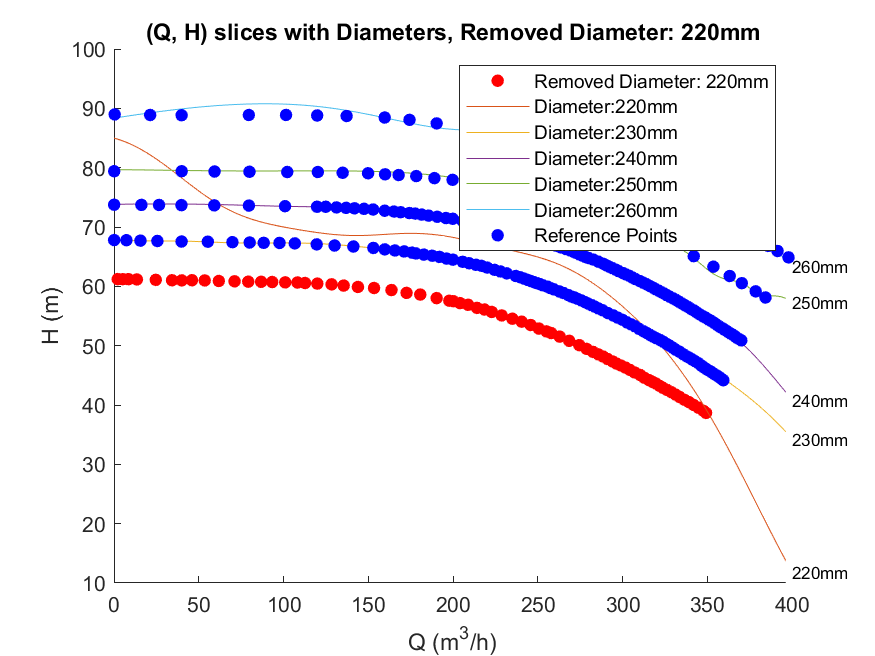 (Q, H) slices with Diameters, Removed Diameter: 220mm
100
90
80
70
60
50
40
30
20
10
H (m)
0
50
100
150
200
250
300
350
400
Q (m³/h)
Removed Diameter: 220mm
Diameter:220mm
Diameter:230mm
Diameter:240mm
Diameter:250mm
Diameter:260mm
Reference Points
260mm
250mm
240mm
230mm
220mm